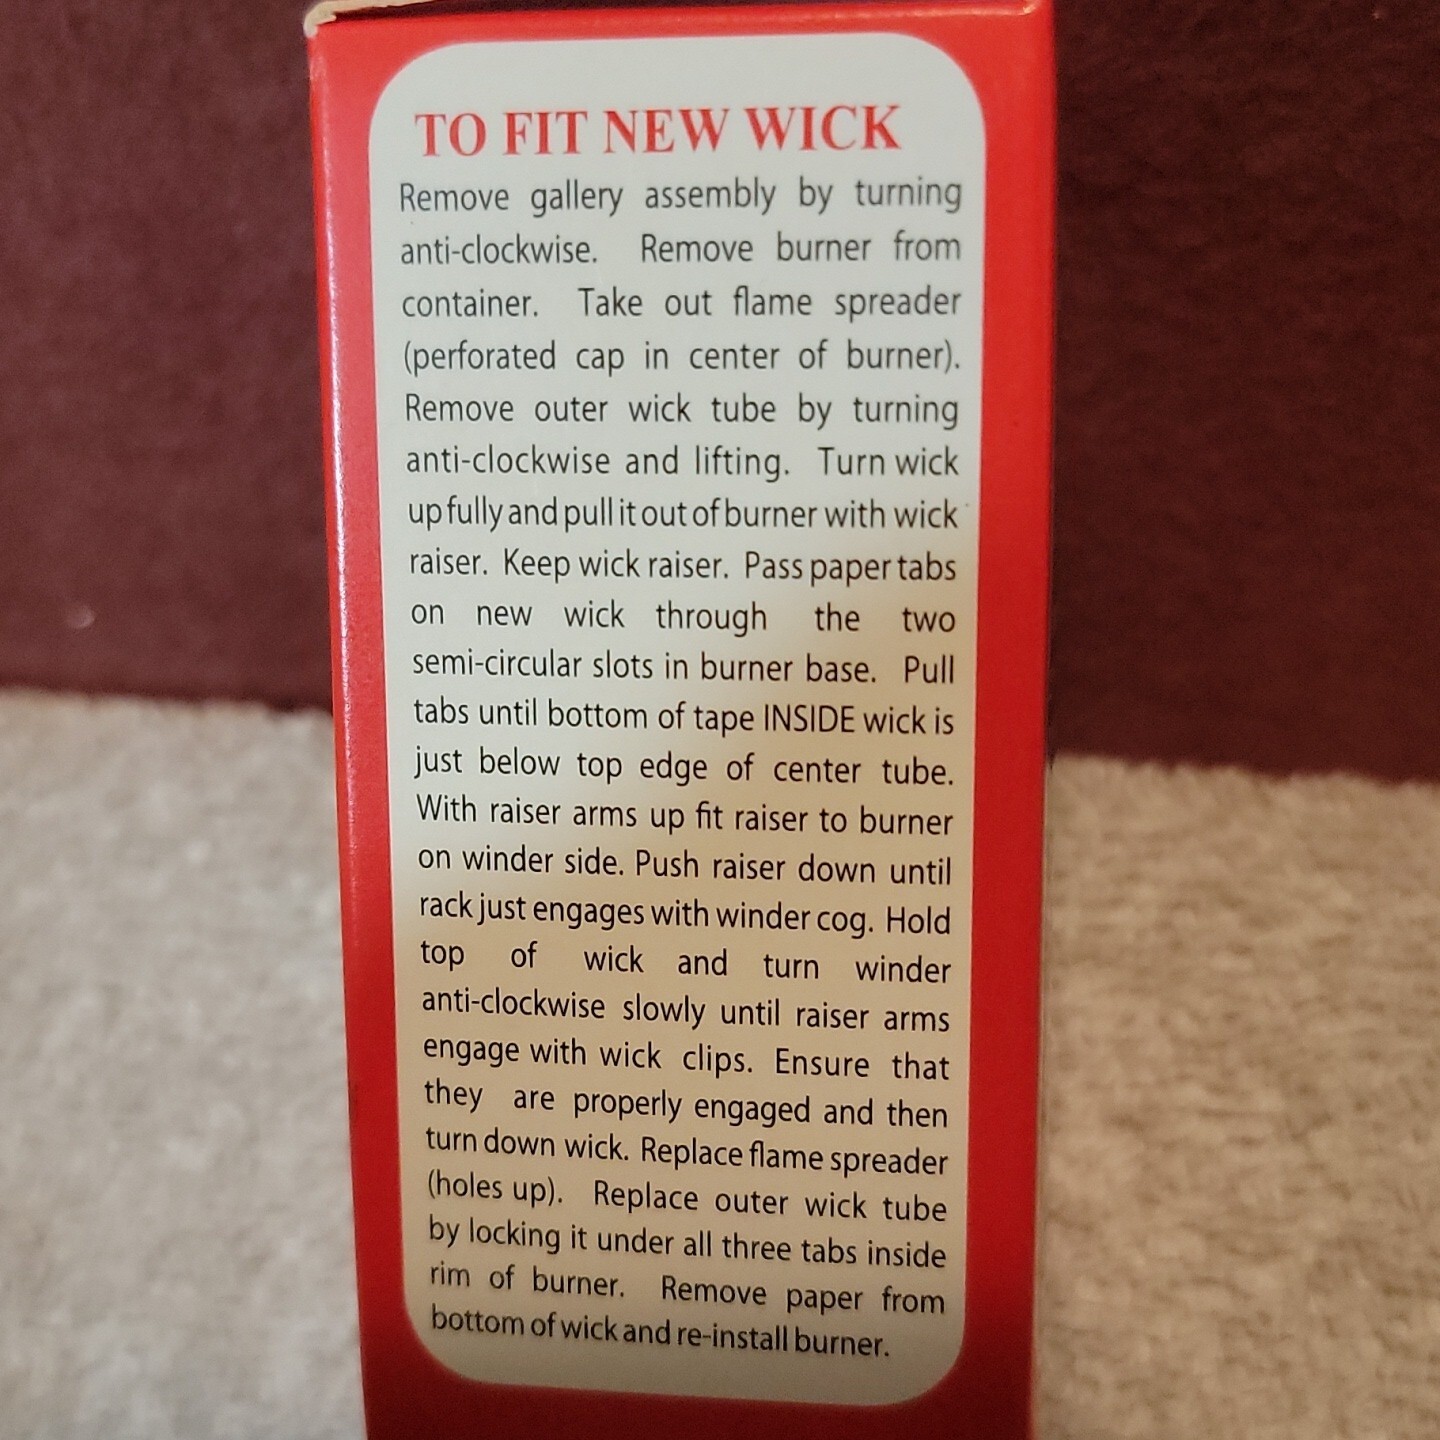 TO FIT NEW WICK
Remove gallery assembly by turning
anti-clockwise. Remove burner from
container. Take out flame spreader
(perforated cap in center of burner).
Remove outer wick tube by turning
anti-clockwise and lifting. Turn wick
up fully and pull it out of burner with wick
raiser. Keep wick raiser. Pass paper tabs
on new wick through the two
semi-circular slots in burner base. Pull
tabs until bottom of tape INSIDE wick is
just below top edge of center tube.
With raiser arms up fit raiser to burner
on winder side. Push raiser down until
rack just engages with winder cog. Hold
top of wick and turn winder
anti-clockwise slowly until raiser arms
engage with wick clips. Ensure that
they are properly engaged and then
turn down wick. Replace flame spreader
(holes up). Replace outer wick tube
by locking it under all three tabs inside
rim of burner. Remove paper from
bottom of wick and re-install burner.